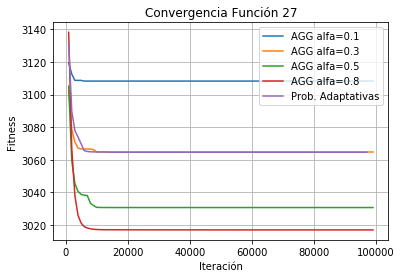 Convergencia Función 27
Fitness
3140
3120
3100
3080
3060
3040
3020
AGG alfa=0.1
AGG alfa=0.3
AGG alfa=0.5
AGG alfa=0.8
Prob. Adaptativas
0 20000 40000 60000 80000 100000
Iteración